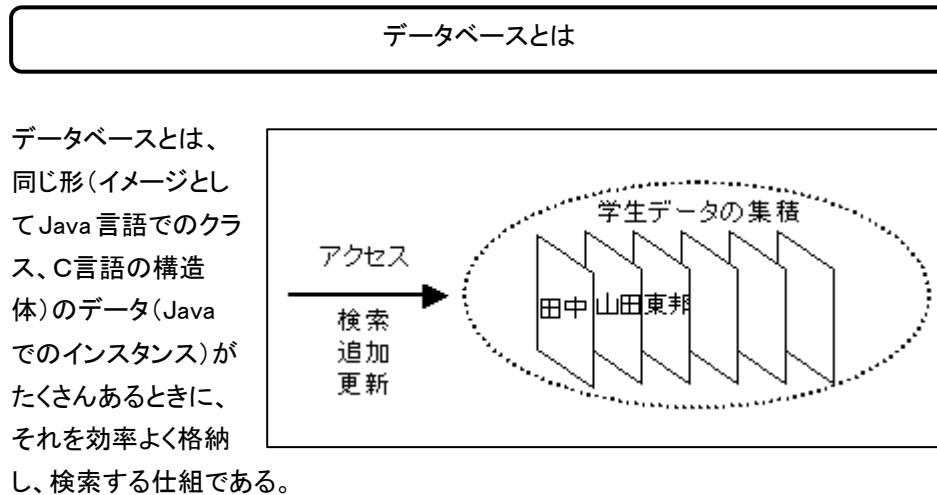 データベースとは
データベースとは、
同じ形(イメージとし
てJava言語でのクラ
ス、C言語の構造
体)のデータ(Java
でのインスタンス)が
たくさんあるときに、
それを効率よく格納
し、検索する仕組である。
学生データの集積
アクセス
検索
追加
更新
田中
山田
東邦